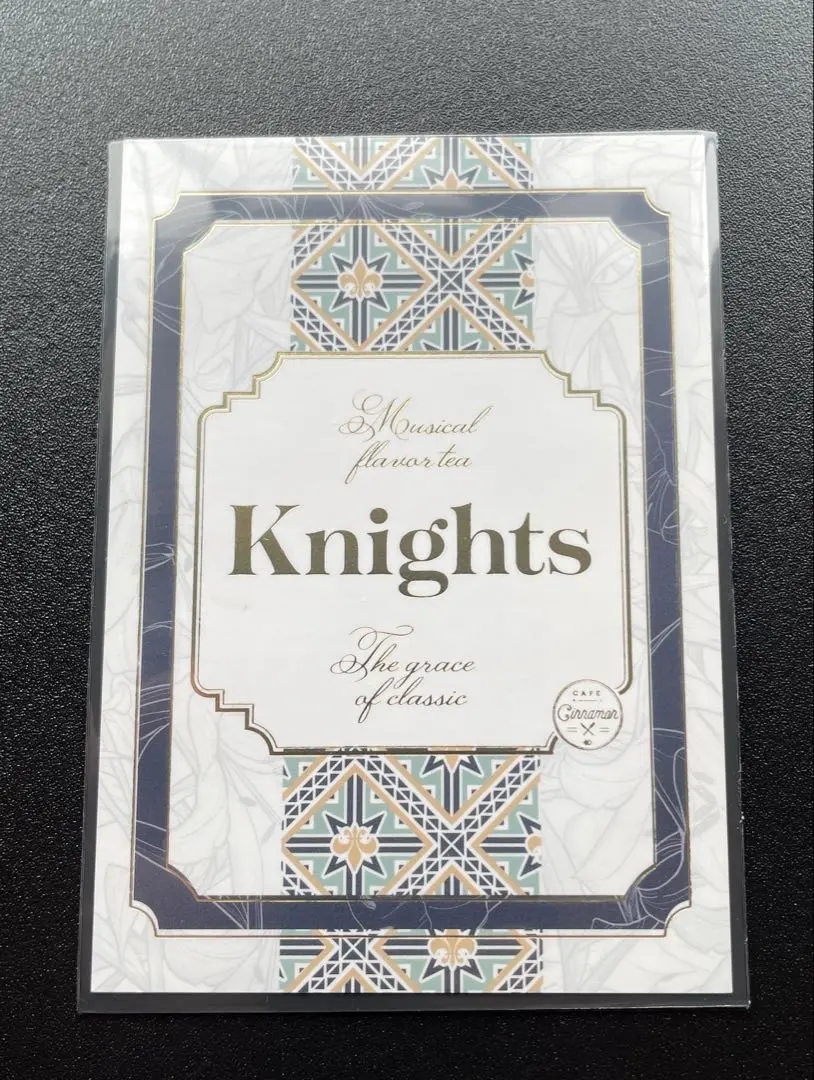 Musical
flavor tea
Knights
The grace
of classic
CAFE
Cinnamon